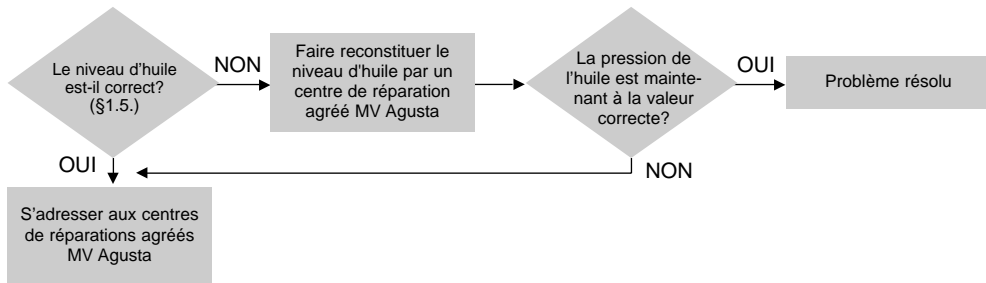 Le niveau d'huile
est-il correct?
(§1.5.)
NON
Faire reconstituer le
niveau d'huile par un
centre de réparation
agréé MV Agusta
La pression de
l'huile est mainte-
nant à la valeur
correcte?
OUI
Problème résolu
OUI
NON
S'adresser aux centres
de réparations agréés
MV Agusta